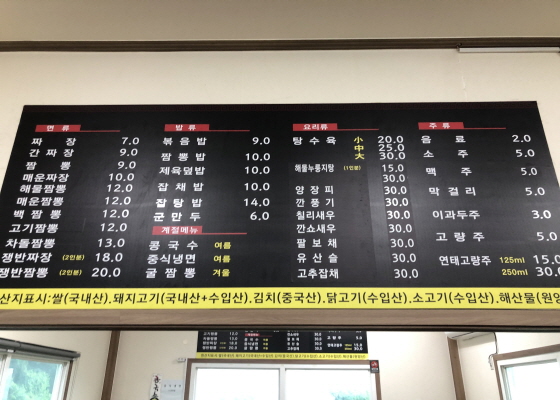 면 류
짜 장 7.0
간 짜 장 9.0
짬 뽕 9.0
매운짜장 10.0
해물짬뽕 12.0
매운짬뽕 12.0
백 짬 뽕 12.0
고기짬뽕 12.0
차돌짬뽕 13.0
쟁반짜장 (2인분) 18.0
쟁반짬뽕 (2인분) 20.0
밥 류
볶 음 밥 9.0
짬 뽕 밥 10.0
제육덮밥 10.0
잡 채 밥 10.0
잡 탕 밥 14.0
군 만 두 6.0
계절메뉴
콩 국 수 여름
중식냉면 여름
굴 짬 뽕 겨울
요리류
탕 수 육 小 20.0
中 25.0
大 30.0
해물누룽지탕 (1인분) 15.0
30.0
양 장 피 30.0
깐 풍 기 30.0
칠리새우 30.0
깐쇼새우 30.0
팔 보 채 30.0
유 산 슬 30.0
고추잡채 30.0
주 류
음 료 2.0
소 주 5.0
맥 주 5.0
막 걸 리 5.0
이과두주 3.0
고 량 주 5.0
연태고량주 125ml 15.0
250ml 30.0
산지표시:쌀(국내산).돼지고기(국내산+수입산).김치(중국산).닭고기(수입산).소고기(수입산).해산물(원양